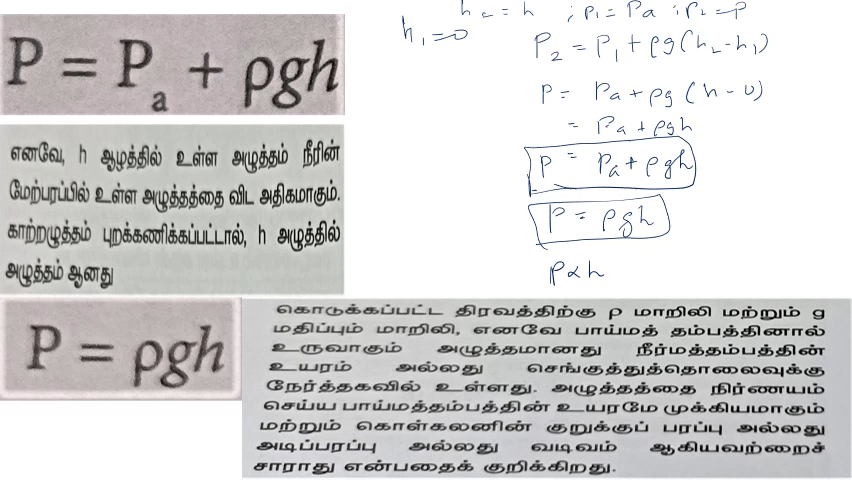 P = Pₐ + ρgh
எனவே, h ஆழத்தில் உள்ள அழுத்தம் நீரின்
மேற்பரப்பில் உள்ள அழுத்தத்தை விட அதிகமாகும்.
காற்றழுத்தம் புறக்கணிக்கப்பட்டால், h அழுத்தில்
அழுத்தம் ஆனது
P = ρgh
h₂ = h ; P₁ = Pa ; P₂ = P
h₁ = 0
P₂ = P₁ + ρg(h₂-h₁)
P = Pa + ρg (h - 0)
= Pa + ρgh
P = Pa + ρgh
P = ρgh
P∝h
கொடுக்கப்பட்ட திரவத்திற்கு ρ மாறிலி மற்றும் g
மதிப்பும் மாறிலி, எனவே பாய்மத் தம்பத்தினால்
உருவாகும் அழுத்தமானது நீர்மத்தம்பத்தின்
உயரம் அல்லது செங்குத்துத்தொலைவுக்கு
நேர்த்தகவில் உள்ளது. அழுத்தத்தை நிர்ணயம்
செய்ய பாய்மத்தம்பத்தின் உயரமே முக்கியமாகும்
மற்றும் கொள்கலனின் குறுக்குப் பரப்பு அல்லது
அடிப்பரப்பு அல்லது வடிவம் ஆகியவற்றைச்
சாராது என்பதைக் குறிக்கிறது.